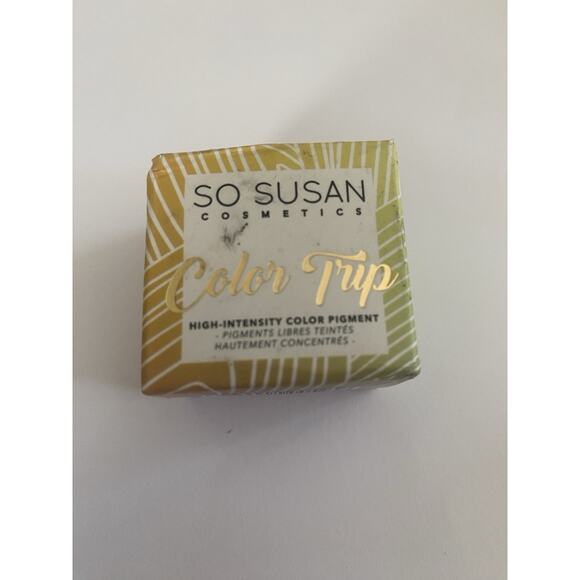 SO SUSAN
COSMETICS
Color Trip
HIGH-INTENSITY COLOR PIGMENT
- PIGMENTS LIBRES TEINTÉS
HAUTEMENT CONCENTRÉS -